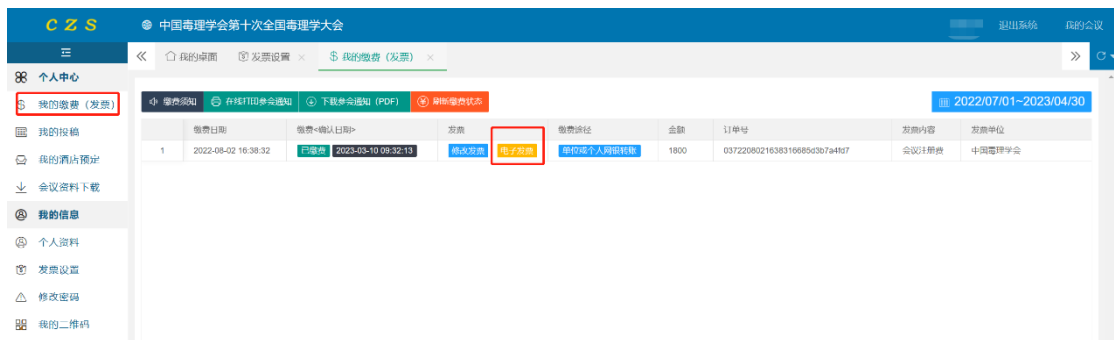 CZS
中国毒理学会第十次全国毒理学大会
退出系统
我的会议
我的桌面
发票设置
$ 我的缴费（发票）
个人中心
我的缴费（发票）
我的投稿
我的酒店预定
会议资料下载
我的信息
个人资料
发票设置
修改密码
我的二维码
缴费须知
在线打印参会通知
下载参会通知（PDF）
刷新缴费状态
2022/07/01~2023/04/30
缴费日期 缴费<确认日期> 发票 缴费途径 金额 订单号 发票内容 发票单位
1 2022-08-02 16:38:32 已缴费 2023-03-10 09:32:13 修改发票 电子发票 单位或个人网银转账 1800 0372208021638316685d3b7a4fd7 会议注册费 中国毒理学会